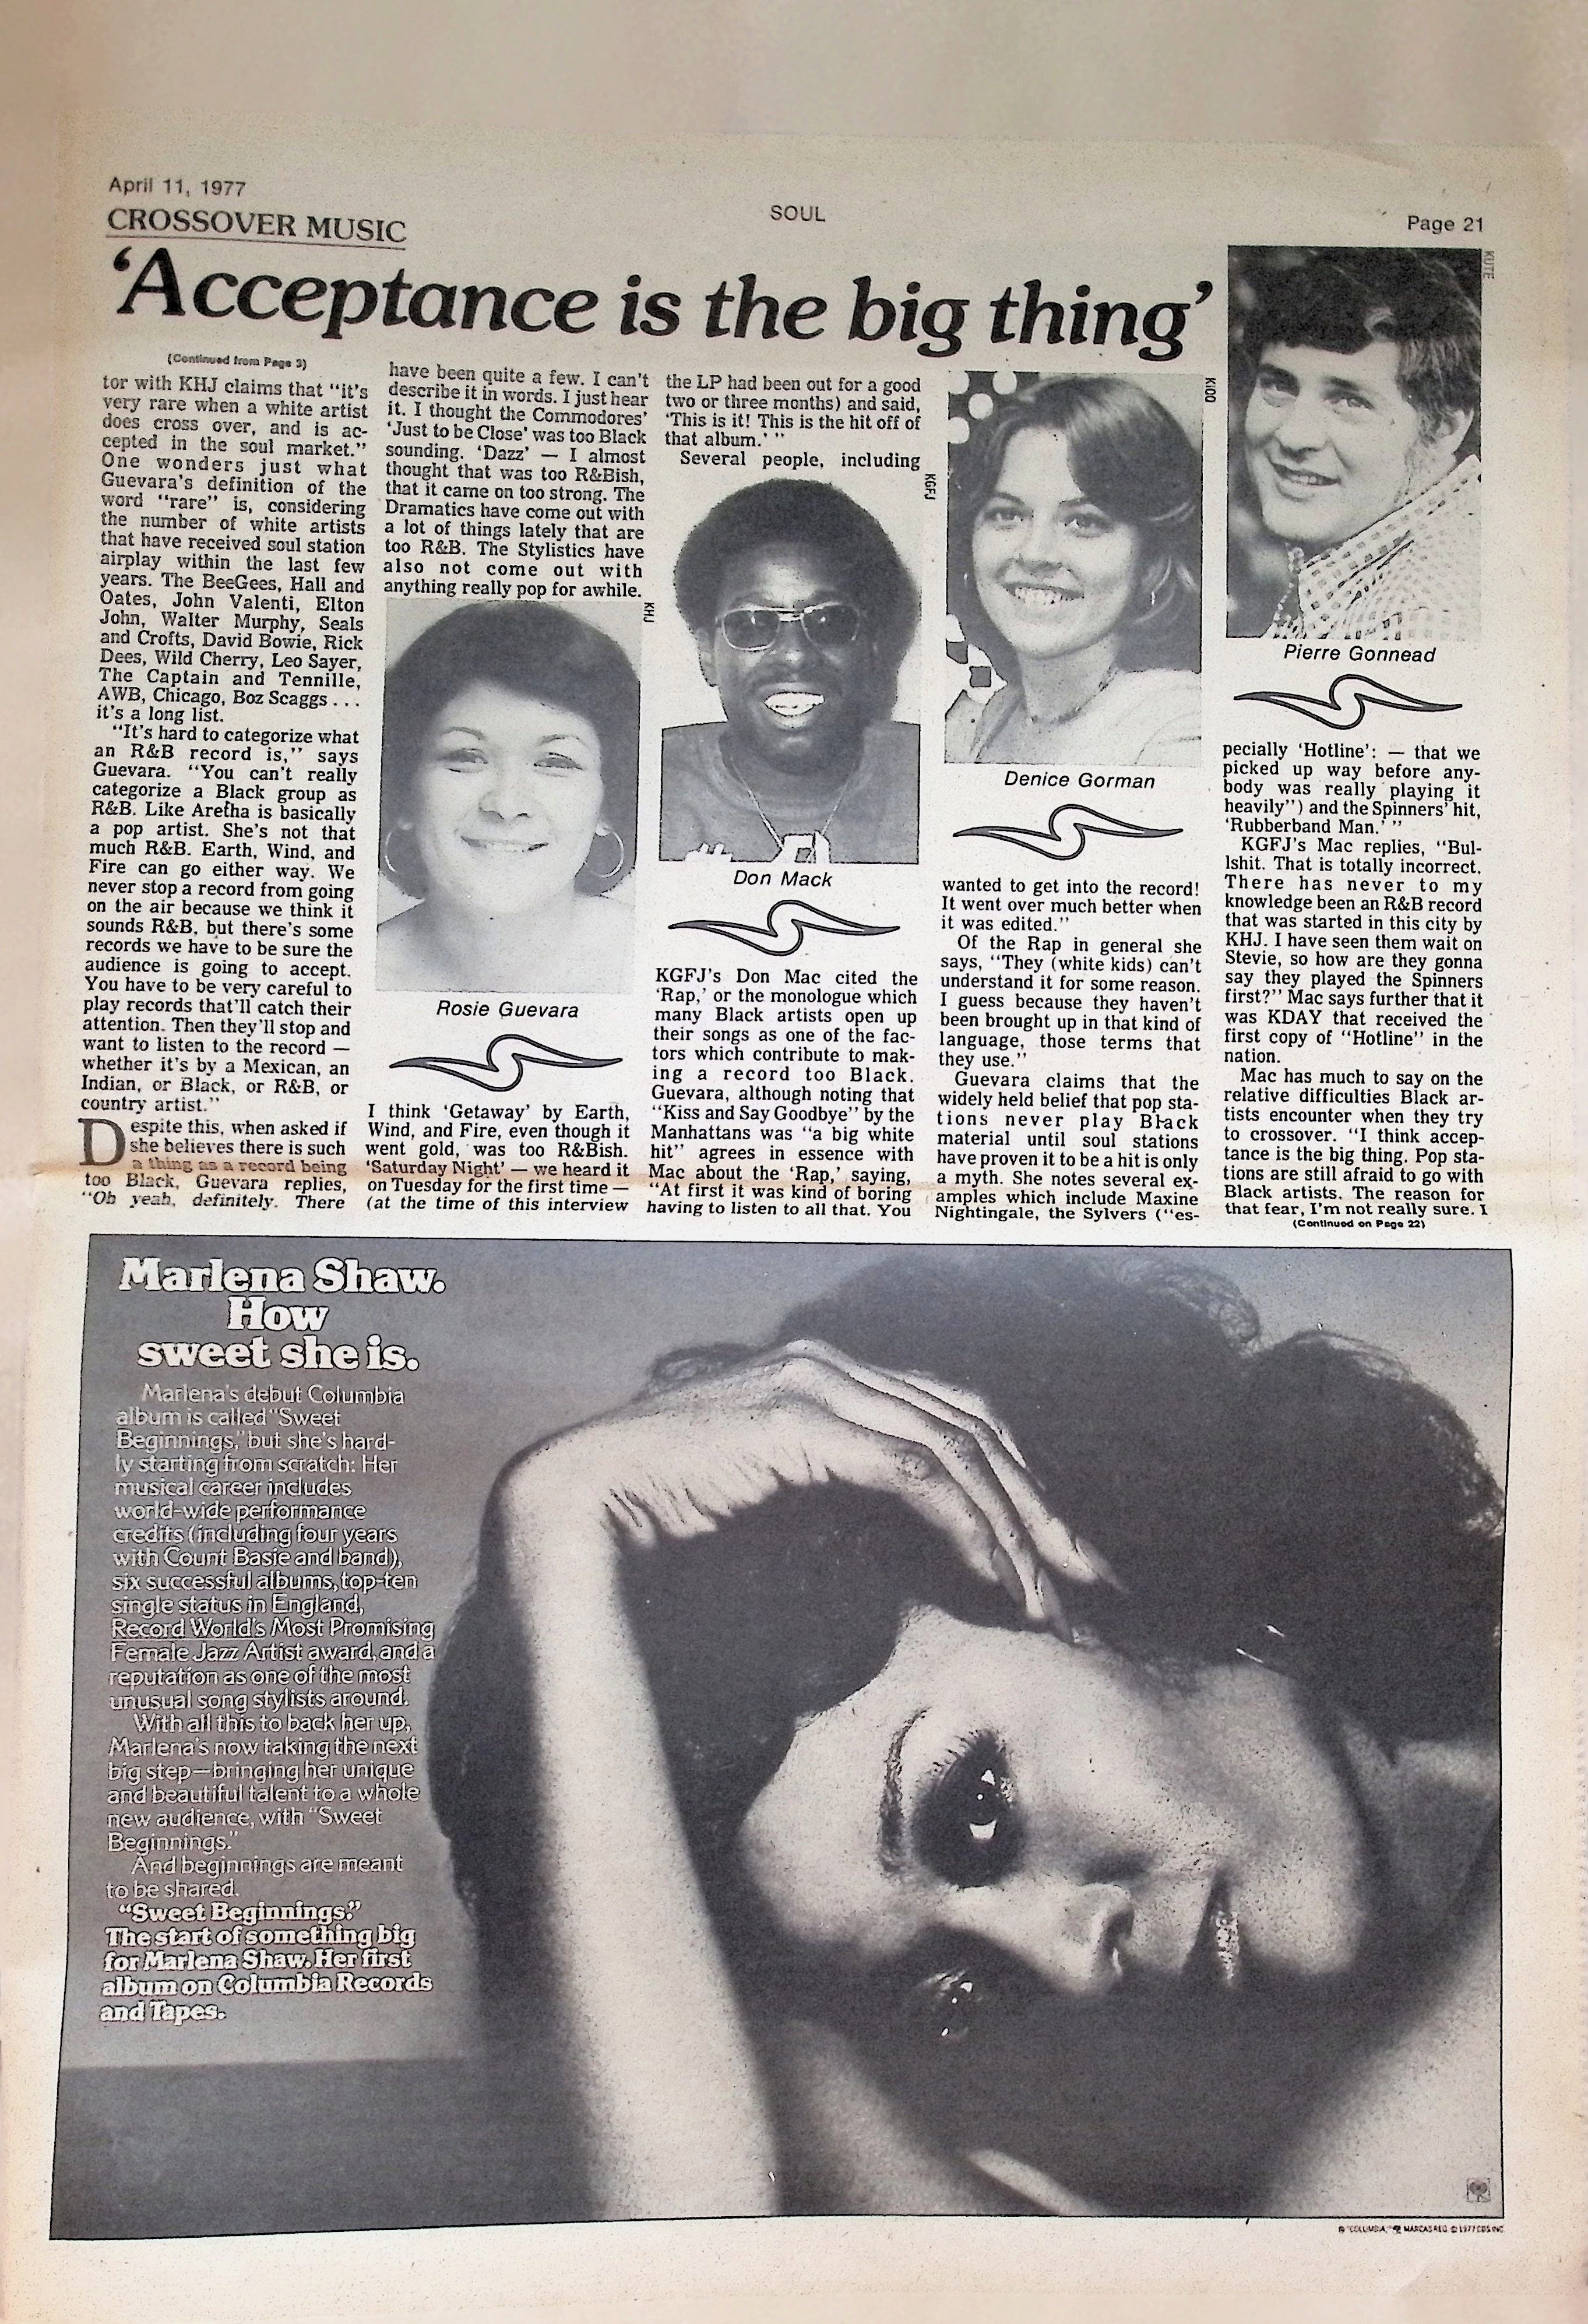 April 11, 1977
SOUL
Page 21
CROSSOVER MUSIC
‘Acceptance is the big thing’
(Continued from Page 3)
tor with KHJ claims that “it’s
very rare when a white artist
does cross over, and is ac-
cepted in the soul market.”
One wonders just what
Guevara’s definition of the
word “rare” is, considering
the number of white artists
that have received soul station
airplay within the last few
years. The BeeGees, Hall and
Oates, John Valenti, Elton
John, Walter Murphy, Seals
and Crofts, David Bowie, Rick
Dees, Wild Cherry, Leo Sayer,
The Captain and Tennille,
AWB, Chicago, Boz Scaggs . . .
it’s a long list.
“It’s hard to categorize what
an R&B record is,” says
Guevara. “You can’t really
categorize a Black group as
R&B. Like Aretha is basically
a pop artist. She’s not that
much R&B. Earth, Wind, and
Fire can go either way. We
never stop a record from going
on the air because we think it
sounds R&B, but there’s some
records we have to be sure the
audience is going to accept.
You have to be very careful to
play records that’ll catch their
attention. Then they’ll stop and
want to listen to the record —
whether it’s by a Mexican, an
Indian, or Black, or R&B, or
country artist.”
Despite this, when asked if
she believes there is such
a thing as a record being
too Black, Guevara replies,
“Oh yeah, definitely. There
have been quite a few. I can’t
describe it in words. I just hear
it. I thought the Commodores’
‘Just to be Close’ was too Black
sounding. ‘Dazz’ — I almost
thought that was too R&Bish,
that it came on too strong. The
Dramatics have come out with
a lot of things lately that are
too R&B. The Stylistics have
also not come out with
anything really pop for awhile.
KHJ
Rosie Guevara
I think ‘Getaway’ by Earth,
Wind, and Fire, even though it
went gold, was too R&Bish.
‘Saturday Night’ — we heard it
on Tuesday for the first time —
(at the time of this interview
the LP had been out for a good
two or three months) and said,
‘This is it! This is the hit off of
that album.’ ”
Several people, including
KGFJ
Don Mack
KGFJ’s Don Mac cited the
‘Rap,’ or the monologue which
many Black artists open up
their songs as one of the fac-
tors which contribute to mak-
ing a record too Black.
Guevara, although noting that
“Kiss and Say Goodbye” by the
Manhattans was “a big white
hit” agrees in essence with
Mac about the ‘Rap,’ saying,
“At first it was kind of boring
having to listen to all that. You
KIQQ
Denice Gorman
wanted to get into the record!
It went over much better when
it was edited.”
Of the Rap in general she
says, “They (white kids) can’t
understand it for some reason.
I guess because they haven’t
been brought up in that kind of
language, those terms that
they use.”
Guevara claims that the
widely held belief that pop sta-
tions never play Black
material until soul stations
have proven it to be a hit is only
a myth. She notes several ex-
amples which include Maxine
Nightingale, the Sylvers (“es-
KUTE
Pierre Gonnead
pecially ‘Hotline’: — that we
picked up way before any-
body was really playing it
heavily”) and the Spinners’ hit,
‘Rubberband Man.’ ”
KGFJ’s Mac replies, “Bul-
lshit. That is totally incorrect.
There has never to my
knowledge been an R&B record
that was started in this city by
KHJ. I have seen them wait on
Stevie, so how are they gonna
say they played the Spinners
first?” Mac says further that it
was KDAY that received the
first copy of “Hotline” in the
nation.
Mac has much to say on the
relative difficulties Black ar-
tists encounter when they try
to crossover. “I think accep-
tance is the big thing. Pop sta-
tions are still afraid to go with
Black artists. The reason for
that fear, I’m not really sure. I
(Continued on Page 22)
Marlena Shaw.
How
sweet she is.
Marlena’s debut Columbia
album is called “Sweet
Beginnings,” but she’s hard-
ly starting from scratch: Her
musical career includes
world-wide performance
credits (including four years
with Count Basie and band),
six successful albums, top-ten
single status in England,
Record World’s Most Promising
Female Jazz Artist award, and a
reputation as one of the most
unusual song stylists around.
With all this to back her up,
Marlena’s now taking the next
big step—bringing her unique
and beautiful talent to a whole
new audience, with “Sweet
Beginnings.”
And beginnings are meant
to be shared.
“Sweet Beginnings.”
The start of something big
for Marlena Shaw. Her first
album on Columbia Records
and Tapes.
® “COLUMBIA,” MARCAS REG. © 1977 CBS INC.